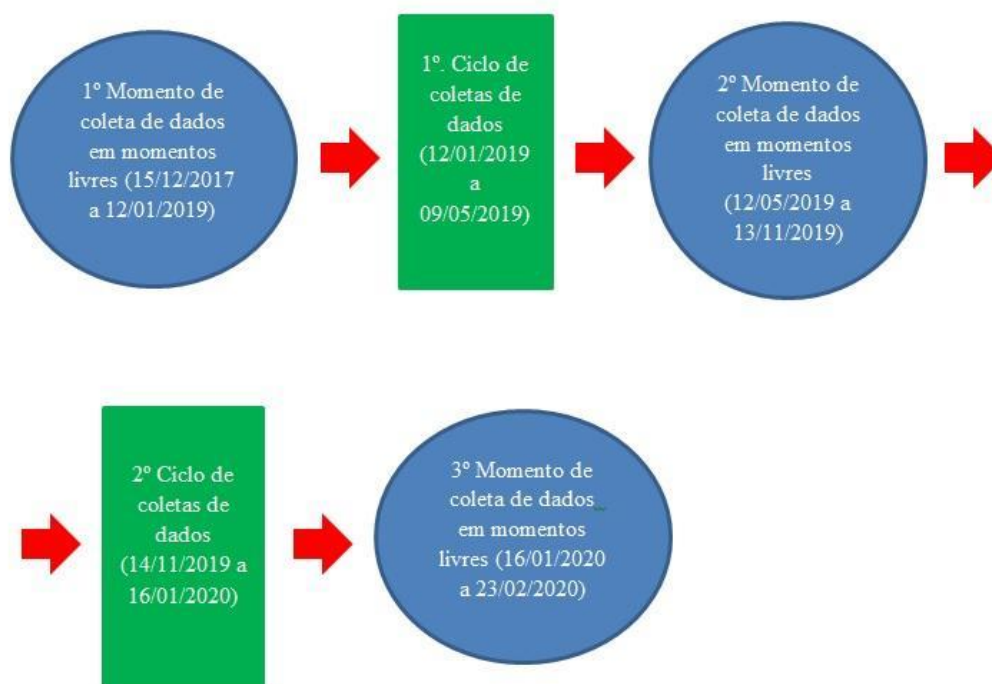 1º Momento de
coleta de dados
em momentos
livres (15/12/2017
a 12/01/2019)
1º. Ciclo de
coletas de
dados
(12/01/2019
a
09/05/2019)
2º Momento de
coleta de dados
em momentos
livres
(12/05/2019 a
13/11/2019)
2º Ciclo de
coletas de
dados
(14/11/2019 a
16/01/2020)
3º Momento de
coleta de dados
em momentos
livres (16/01/2020
a 23/02/2020)